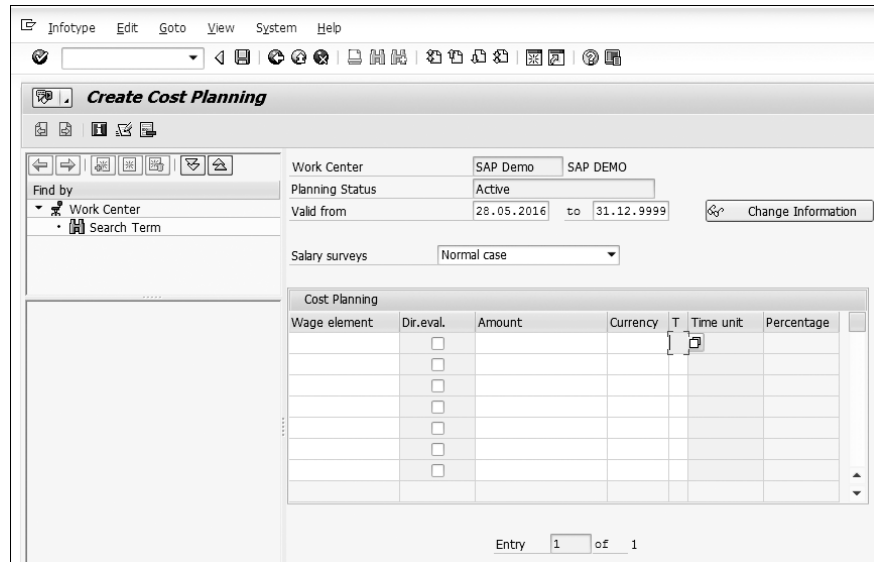 Infotype Edit Goto View System Help
Create Cost Planning
Find by
Work Center
Search Term
Work Center SAP Demo SAP DEMO
Planning Status Active
Valid from 28.05.2016 to 31.12.9999 Change Information
Salary surveys Normal case
Cost Planning
Wage element Dir.eval. Amount Currency T Time unit Percentage
Entry 1 of 1